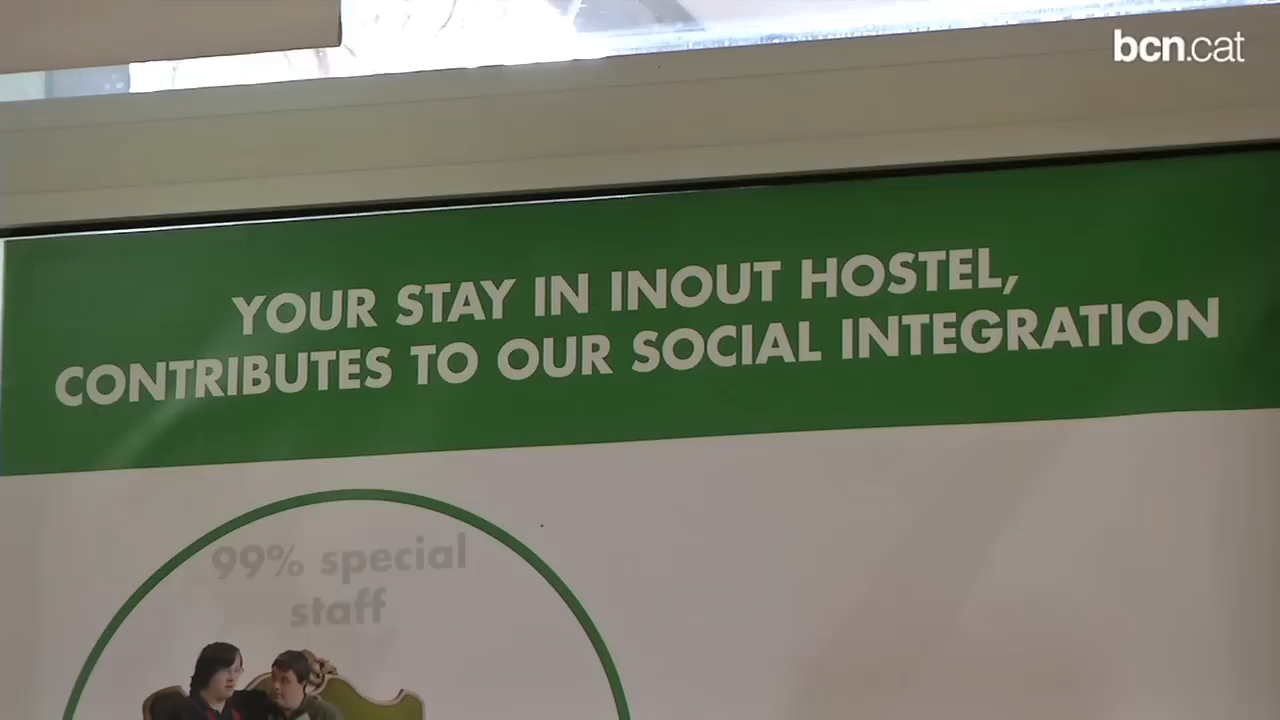 bcn.cat
YOUR STAY IN INOUT HOSTEL,
CONTRIBUTES TO OUR SOCIAL INTEGRATION
99% special
staff